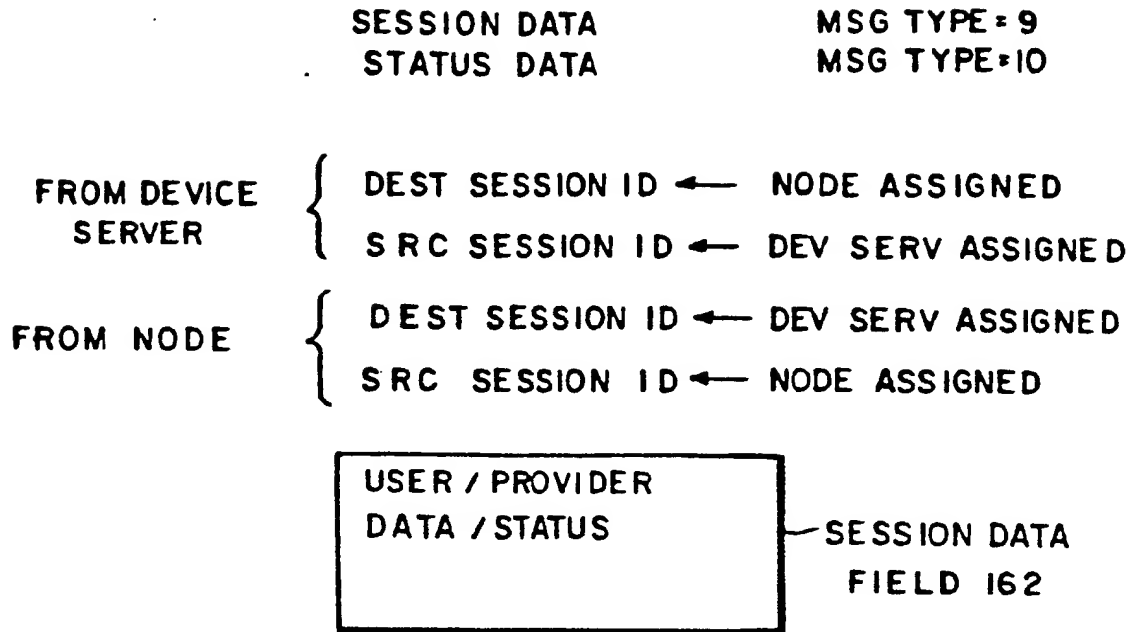 SESSION DATA MSG TYPE=9
STATUS DATA MSG TYPE=10
FROM DEVICE SERVER
DEST SESSION ID ← NODE ASSIGNED
SRC SESSION ID ← DEV SERV ASSIGNED
FROM NODE
DEST SESSION ID ← DEV SERV ASSIGNED
SRC SESSION ID ← NODE ASSIGNED
USER / PROVIDER
DATA / STATUS
SESSION DATA
FIELD 162